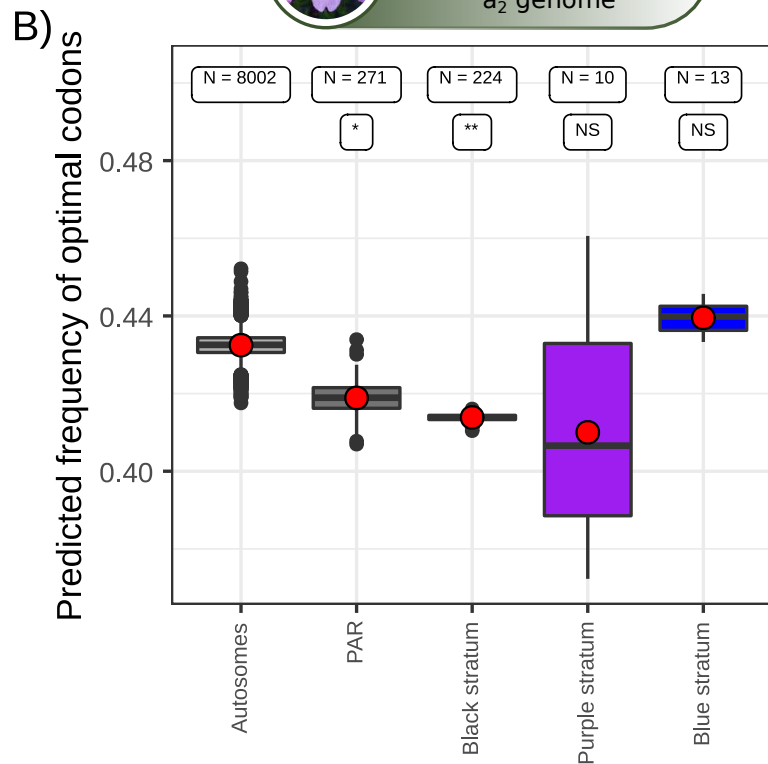 a2 genome
B)
Predicted frequency of optimal codons
N = 8002
N = 271
N = 224
N = 10
N = 13
*
**
NS
NS
0.48
0.44
0.40
Autosomes
PAR
Black stratum
Purple stratum
Blue stratum